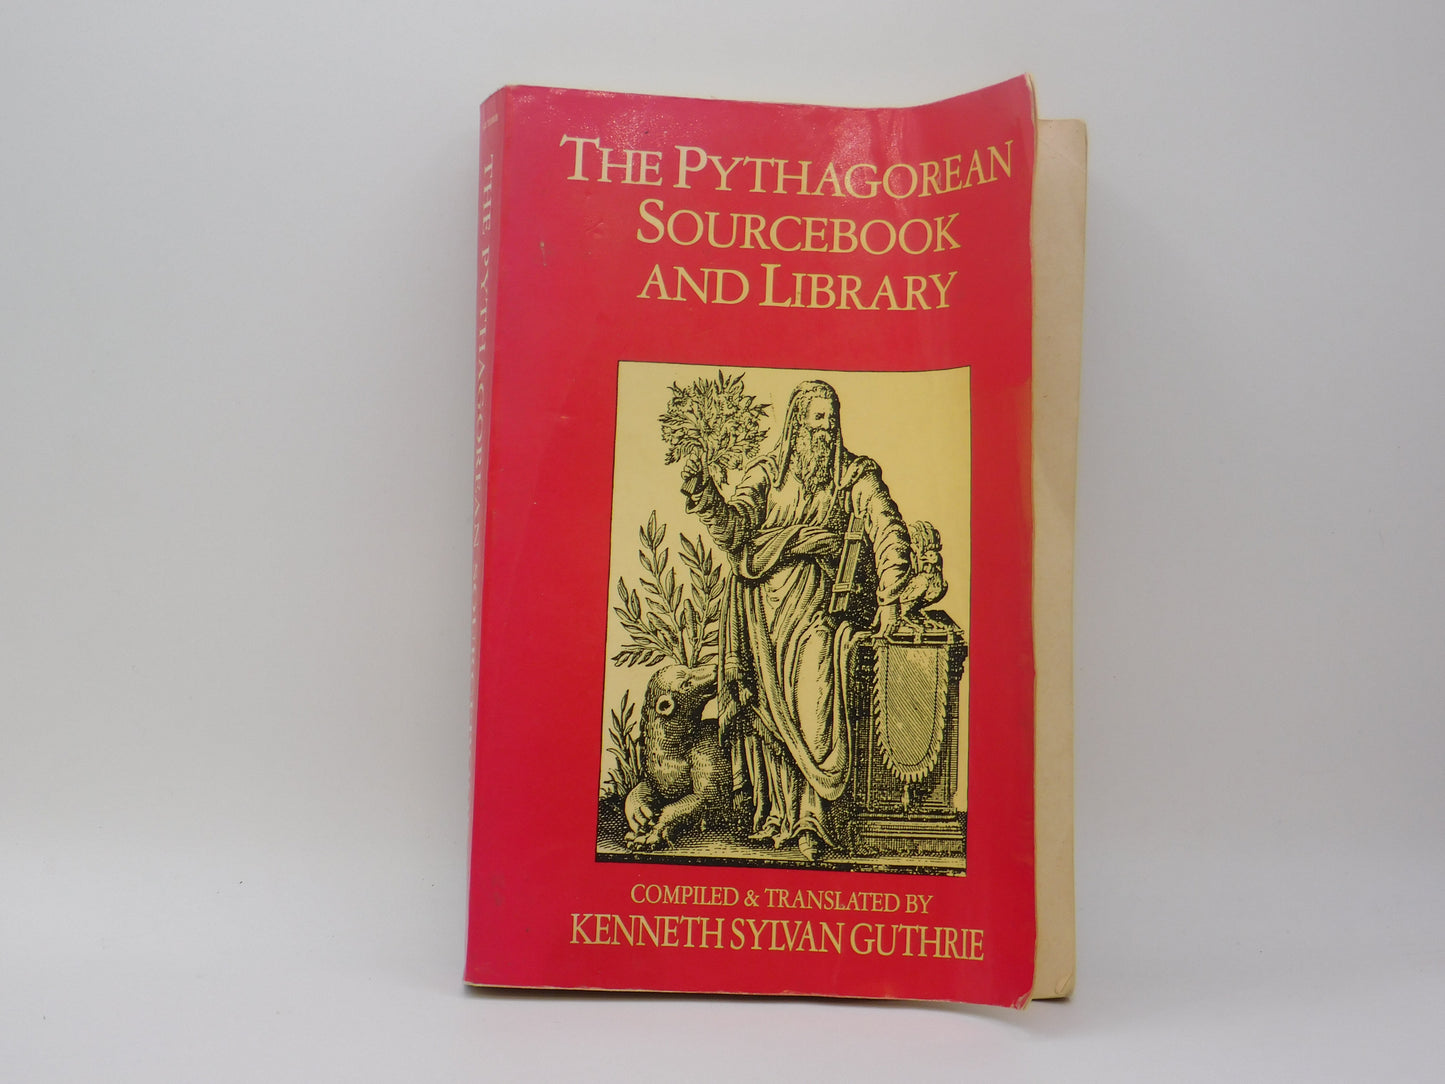 THE PYTHAGOREAN
SOURCEBOOK
AND LIBRARY
COMPILED & TRANSLATED BY
KENNETH SYLVAN GUTHRIE
THE PYTHAGOREAN